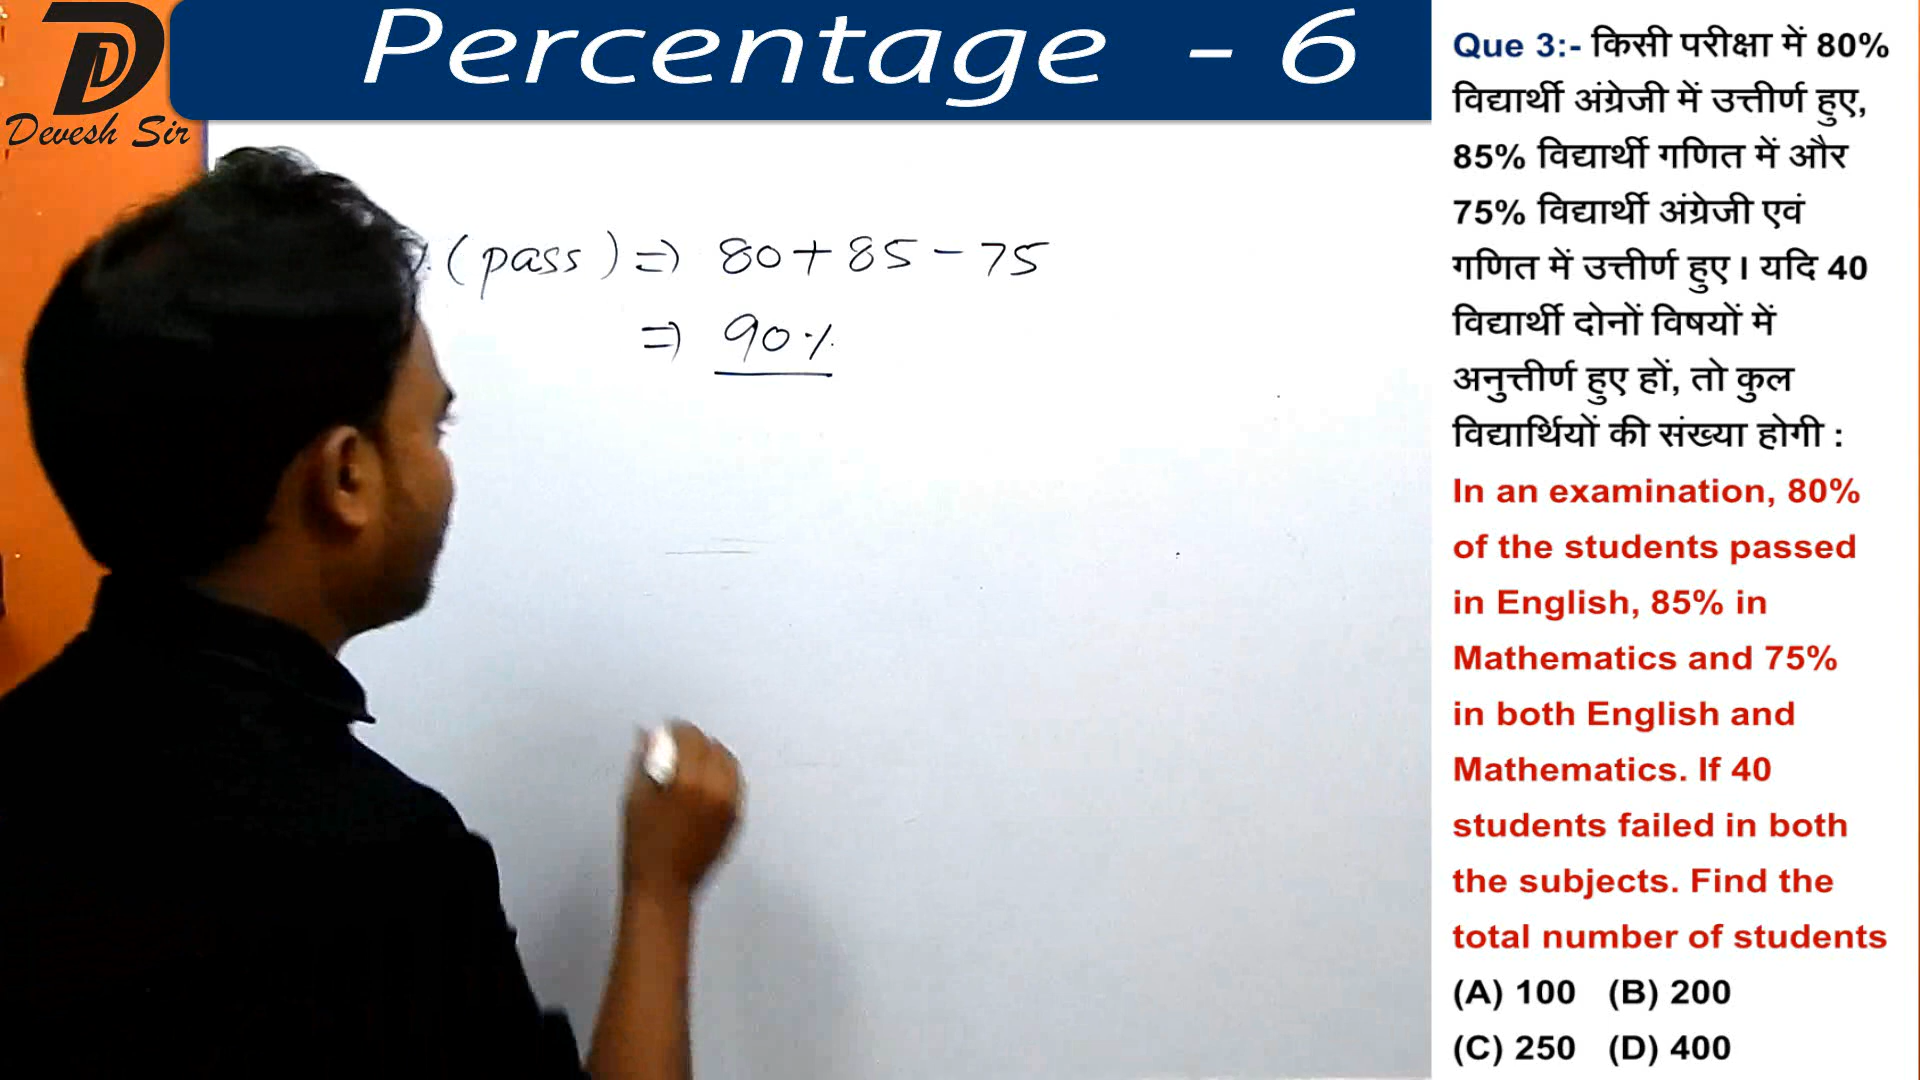 Devesh Sir
Percentage - 6
(pass) => 80 + 85 - 75
=> 90%
Que 3:- किसी परीक्षा में 80%
विद्यार्थी अंग्रेजी में उत्तीर्ण हुए,
85% विद्यार्थी गणित में और
75% विद्यार्थी अंग्रेजी एवं
गणित में उत्तीर्ण हुए। यदि 40
विद्यार्थी दोनों विषयों में
अनुत्तीर्ण हुए हों, तो कुल
विद्यार्थियों की संख्या होगी :
In an examination, 80%
of the students passed
in English, 85% in
Mathematics and 75%
in both English and
Mathematics. If 40
students failed in both
the subjects. Find the
total number of students
(A) 100 (B) 200
(C) 250 (D) 400